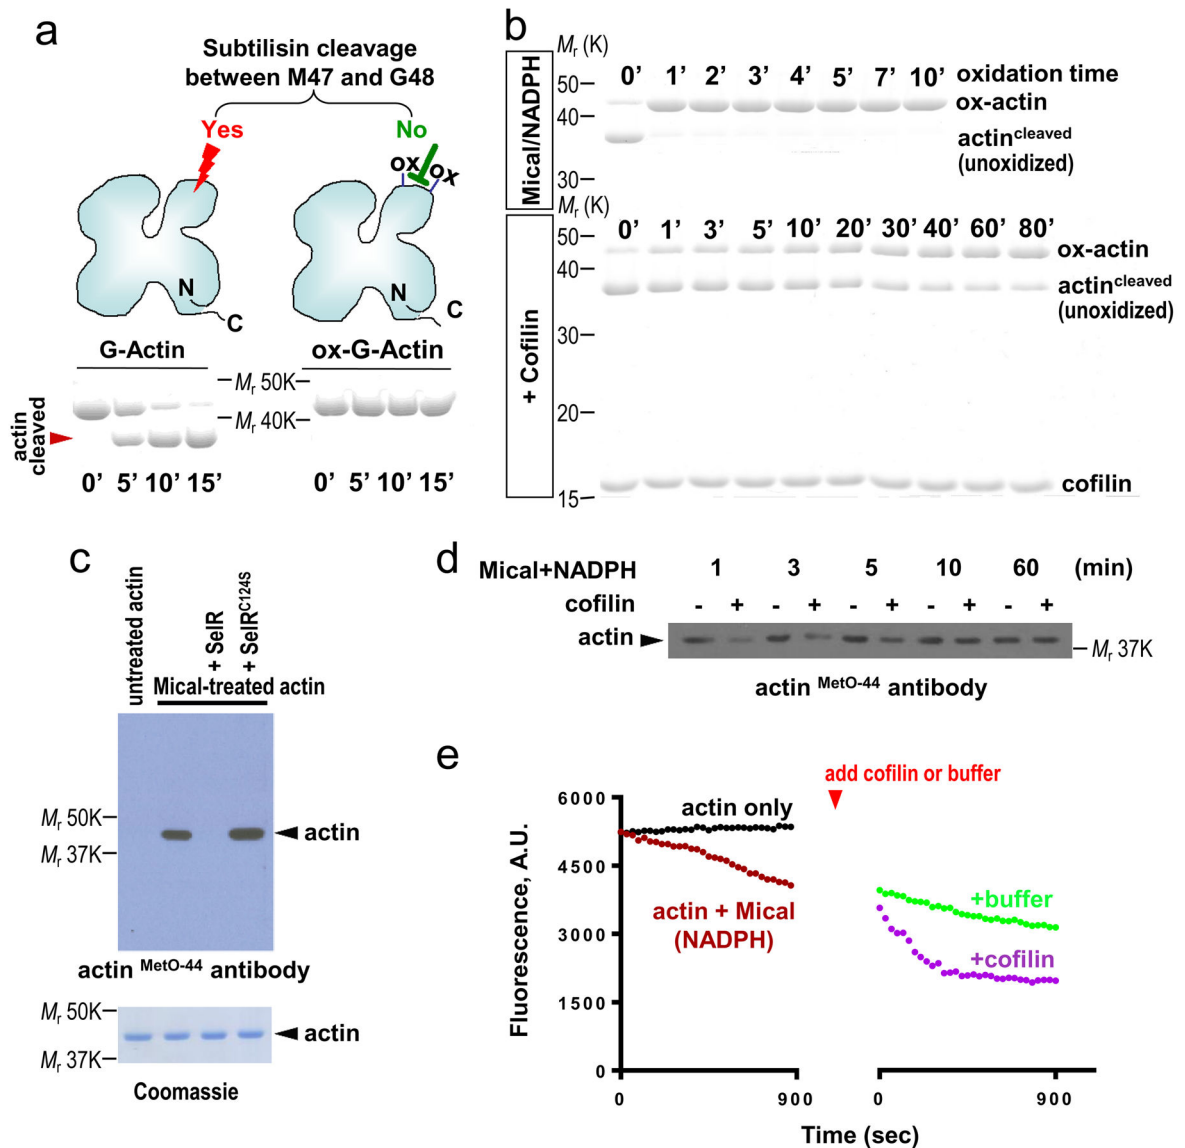 a
Subtilisin cleavage
between M47 and G48
Yes
No
ox
ox
N
C
N
C
G-Actin
ox-G-Actin
Mr 50K
Mr 40K
actin
cleaved
0’ 5’ 10’ 15’
0’ 5’ 10’ 15’
b
Mr (K)
Mical/NADPH
0’ 1’ 2’ 3’ 4’ 5’ 7’ 10’ oxidation time
50
ox-actin
40
actin cleaved
(unoxidized)
30
Mr (K)
+ Cofilin
0’ 1’ 3’ 5’ 10’ 20’ 30’ 40’ 60’ 80’
50
ox-actin
40
actin cleaved
(unoxidized)
30
20
15
cofilin
c
untreated actin
+ SelR
+ SelR C124S
Mical-treated actin
Mr 50K
actin
Mr 37K
actin MetO-44 antibody
Mr 50K
actin
Mr 37K
Coomassie
d
Mical+NADPH 1 3 5 10 60 (min)
cofilin - + - + - + - + - +
actin
Mr 37K
actin MetO-44 antibody
e
add cofilin or buffer
Fluorescence, A.U.
6000
4500
3000
1500
0
actin only
actin + Mical
(NADPH)
+buffer
+cofilin
0 900 0 900
Time (sec)